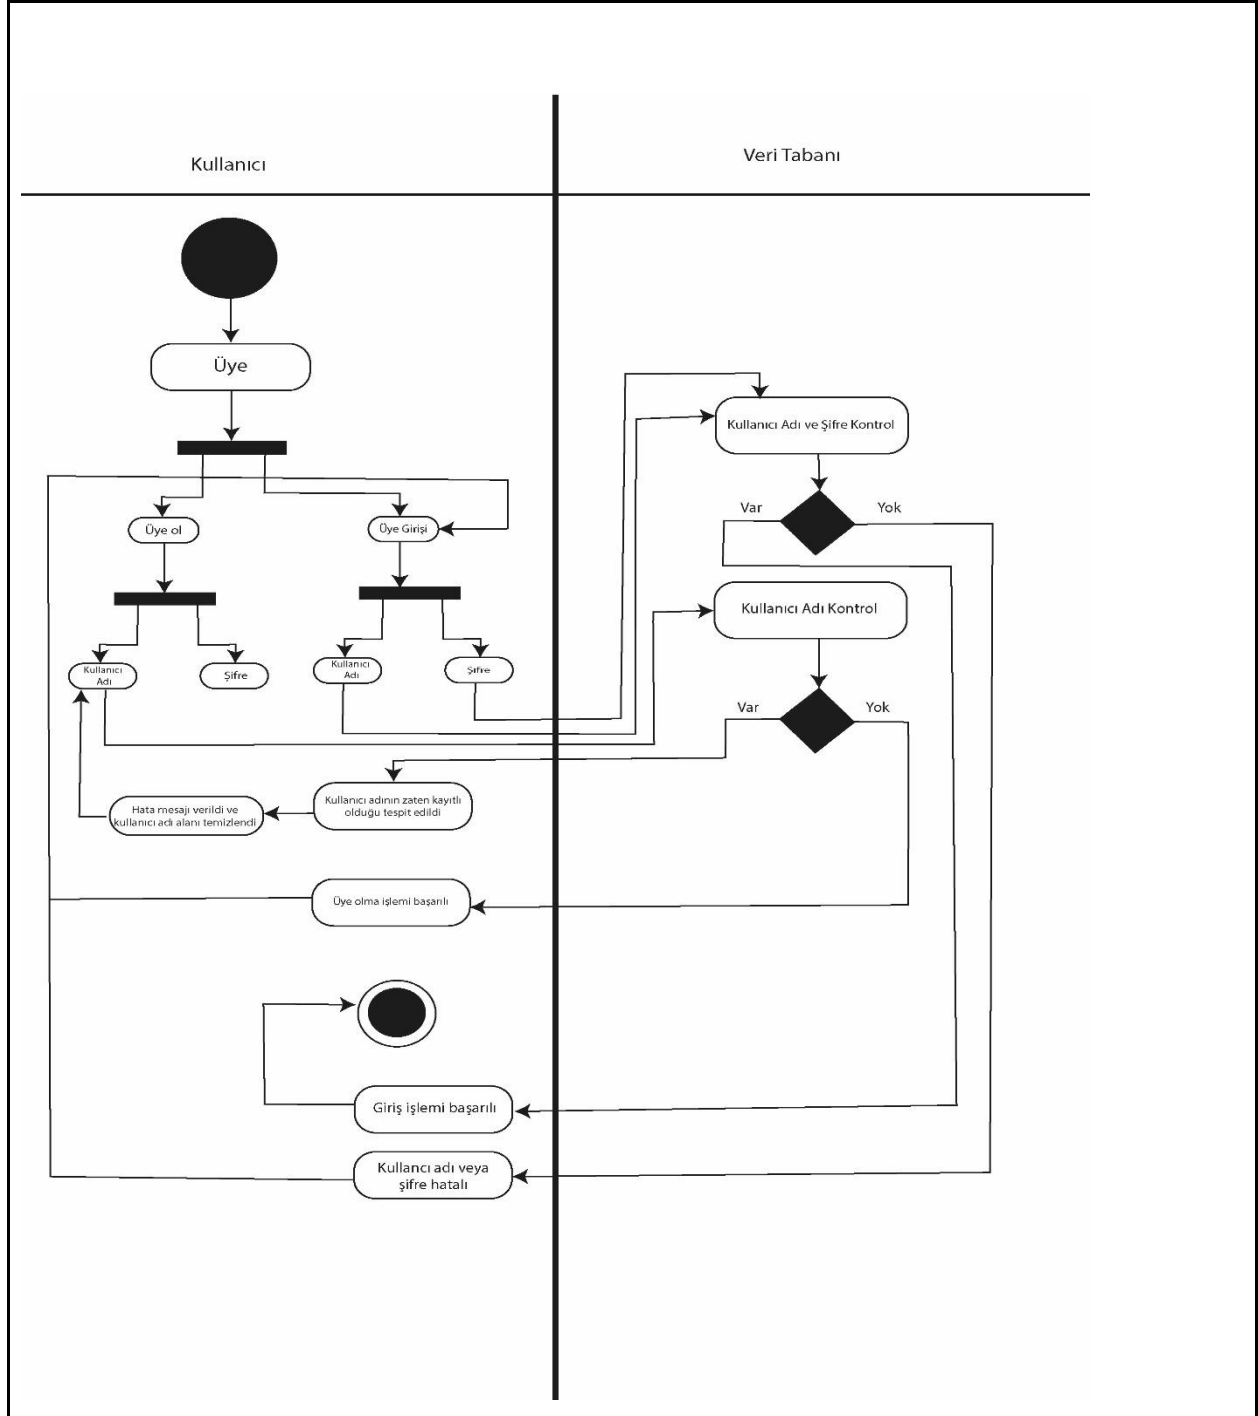 Kullanıcı
Veri Tabanı
Üye
Kullanıcı Adı ve Şifre Kontrol
Var
Yok
Üye ol
Üye Girişi
Kullanıcı Adı Kontrol
Kullanıcı
Adı
Şifre
Kullanıcı
Adı
Şifre
Var
Yok
Kullanıcı adının zaten kayıtlı
olduğu tespit edildi
Hata mesajı verildi ve
kullanıcı adı alanı temizlendi
Üye olma işlemi başarılı
Giriş işlemi başarılı
Kullancı adı veya
şifre hatalı